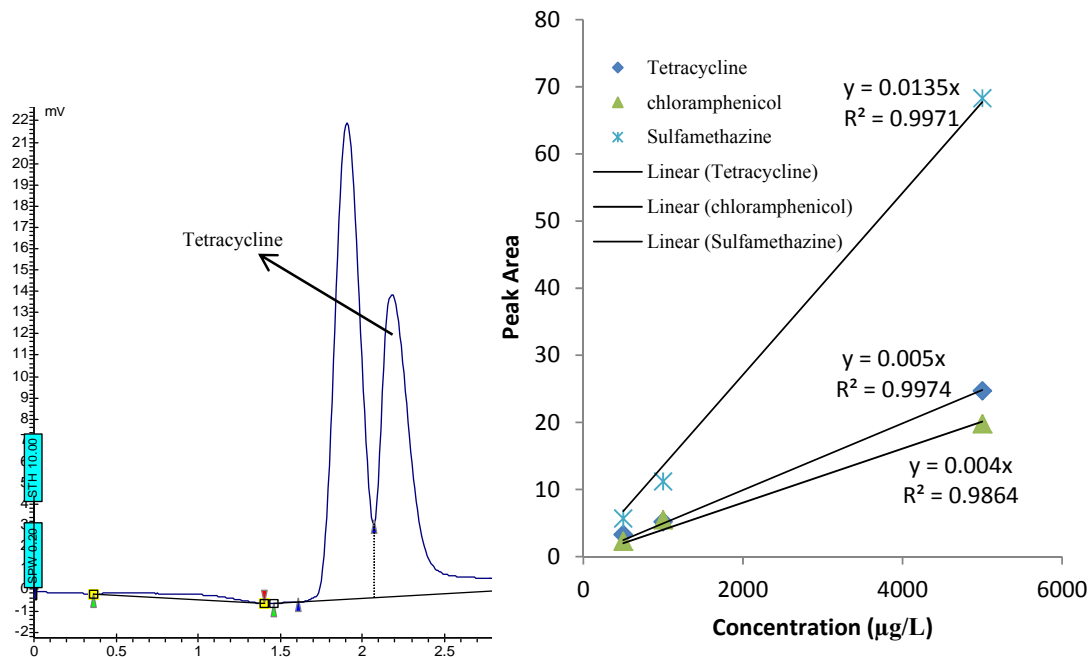 mV
22
21
20
19
18
17
16
15
14
13
12
11
10
9
8
7
6
5
4
3
2
1
0
-1
-2
STH 10.00
SPW 0.20
Tetracycline
0 0.5 1 1.5 2 2.5
80
70
60
50
40
30
20
10
0
Peak Area
Tetracycline
chloramphenicol
Sulfamethazine
Linear (Tetracycline)
Linear (chloramphenicol)
Linear (Sulfamethazine)
y = 0.0135x
R² = 0.9971
y = 0.005x
R² = 0.9974
y = 0.004x
R² = 0.9864
0 2000 4000 6000
Concentration (µg/L)